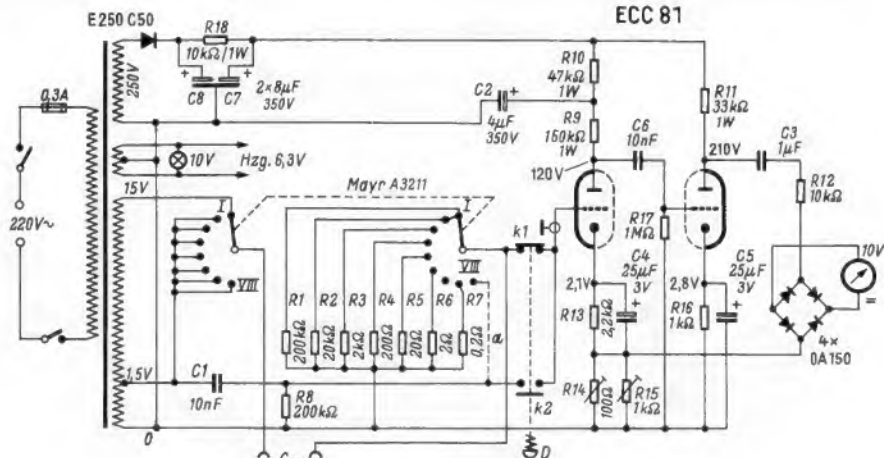 ECC 81
E250 C50
R18
10kΩ/1W
250V
C8
C7
2×8µF
350V
C2
4µF
350V
R10
47kΩ
1W
R9
150kΩ
1W
R11
33kΩ
1W
C6
10nF
120V
210V
C3
1µF
R12
10kΩ
0,3A
10V
Hzg. 6,3V
220V~
15V
I
Mayr A3211
I
VIII
VIII
k1
R17
1MΩ
10V
=
2,1V
C4
25µF
3V
2,8V
C5
25µF
3V
R1
200kΩ
R2
20kΩ
R3
2kΩ
R4
200Ω
R5
20Ω
R6
2Ω
R7
0,2Ω
a
R13
2,2kΩ
R16
1kΩ
4×
OA150
1,5V
C1
10nF
R8
200kΩ
k2
R14
100Ω
R15
1kΩ
0
D